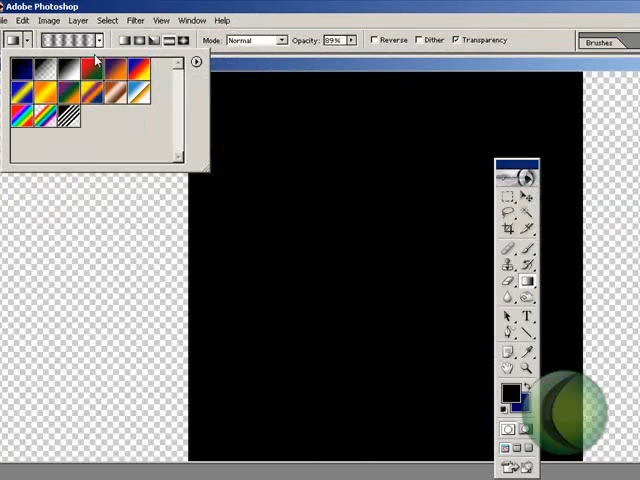 Adobe Photoshop
File Edit Image Layer Select Filter View Window Help
Mode: Normal Opacity: 89% Reverse Dither Transparency Brushes
T